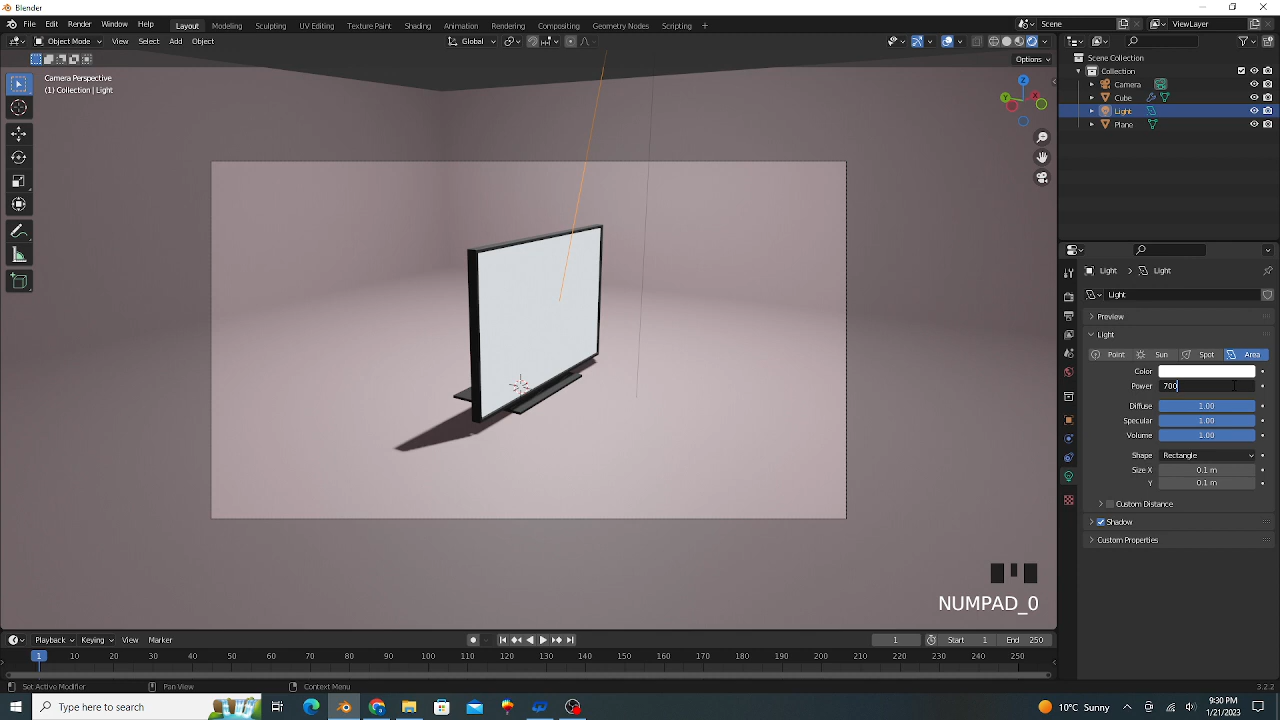 Blender
File Edit Render Window Help Layout Modeling Sculpting UV Editing Texture Paint Shading Animation Rendering Compositing Geometry Nodes Scripting + Scene ViewLayer
Object Mode View Select Add Object Global
Options
Camera Perspective
(1) Collection | Light
Z
Y
X
Scene Collection
Collection
Camera
Cube
Light
Plane
Light > Light
Light
Preview
Light
Point Sun Spot Area
Color
Power 700
Diffuse 1.00
Specular 1.00
Volume 1.00
Shape Rectangle
Size X 0.1 m
Y 0.1 m
Custom Distance
Shadow
Custom Properties
NUMPAD_0
Playback Keying View Marker 1 Start 1 End 250
1 10 20 30 40 50 60 70 80 90 100 110 120 130 140 150 160 170 180 190 200 210 220 230 240 250
Set Active Modifier Pan View Context Menu 3.2.2
Type here to search 10°C Sunny 9:30 PM
1/21/2023